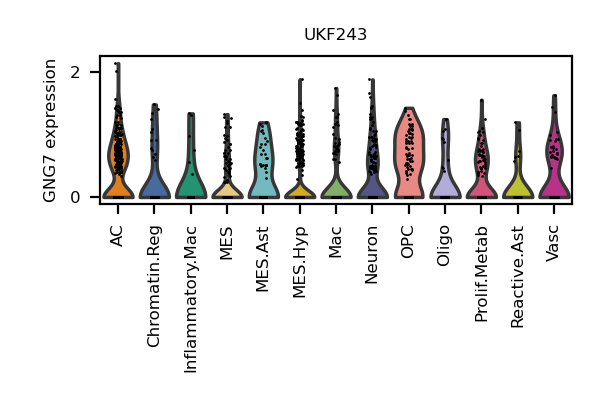 UKF243
GNG7 expression
2
0
AC
Chromatin.Reg
Inflammatory.Mac
MES
MES.Ast
MES.Hyp
Mac
Neuron
OPC
Oligo
Prolif.Metab
Reactive.Ast
Vasc